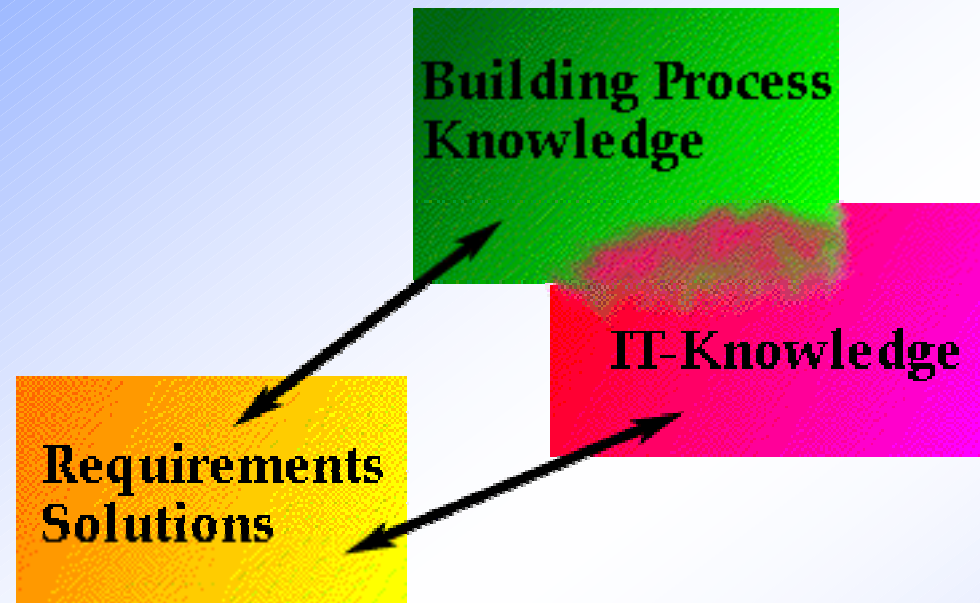 Building Process
Knowledge
IT-Knowledge
Requirements
Solutions